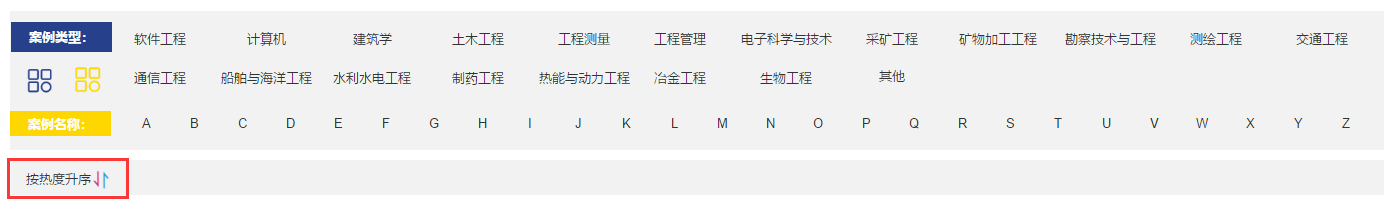 案例类型： 软件工程 计算机 建筑学 土木工程 工程测量 工程管理 电子科学与技术 采矿工程 矿物加工工程 勘察技术与工程 测绘工程 交通工程
通信工程 船舶与海洋工程 水利水电工程 制药工程 热能与动力工程 冶金工程 生物工程 其他
案例名称： A B C D E F G H I J K L M N O P Q R S T U V W X Y Z
按热度升序